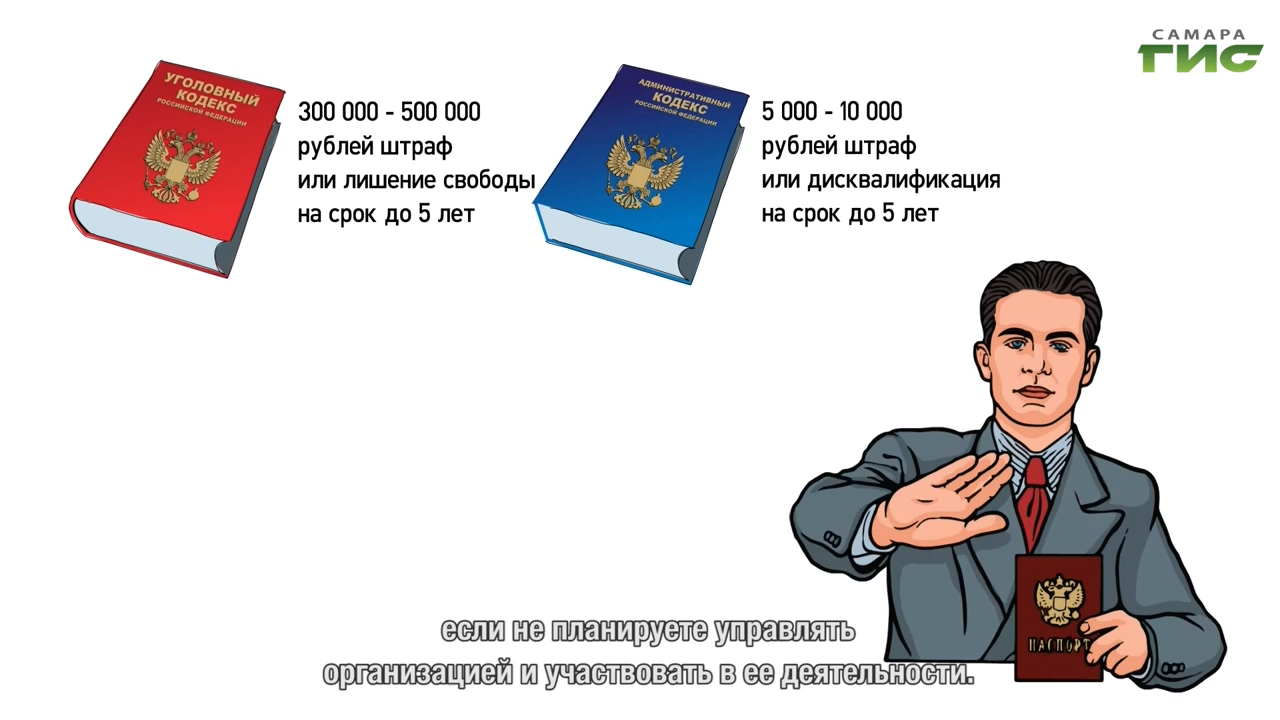 САМАРА
ГИС
УГОЛОВНЫЙ
КОДЕКС
РОССИЙСКОЙ ФЕДЕРАЦИИ
300 000 - 500 000
рублей штраф
или лишение свободы
на срок до 5 лет
АДМИНИСТРАТИВНЫЙ
КОДЕКС
РОССИЙСКОЙ ФЕДЕРАЦИИ
5 000 - 10 000
рублей штраф
или дисквалификация
на срок до 5 лет
ПАСПОРТ
если не планируете управлять
организацией и участвовать в ее деятельности.